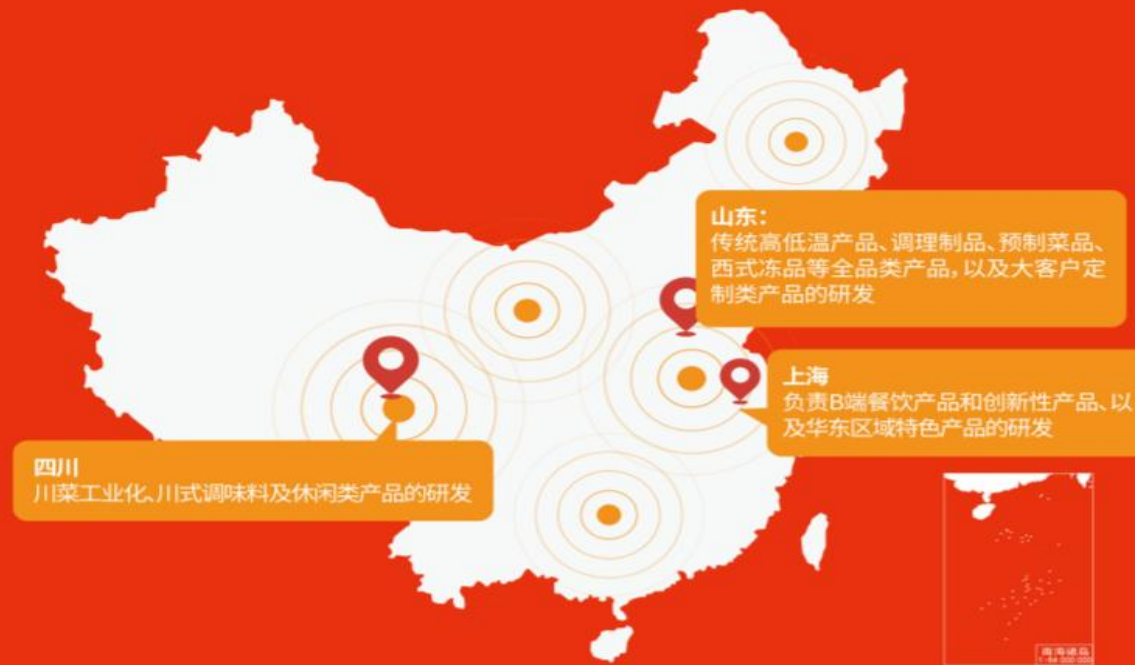 山东：
传统高低温产品、调理制品、预制菜品、
西式冻品等全品类产品，以及大客户定
制类产品的研发
上海
负责B端餐饮产品和创新性产品、以
及华东区域特色产品的研发
四川
川菜工业化、川式调味料及休闲类产品的研发
南海诸岛